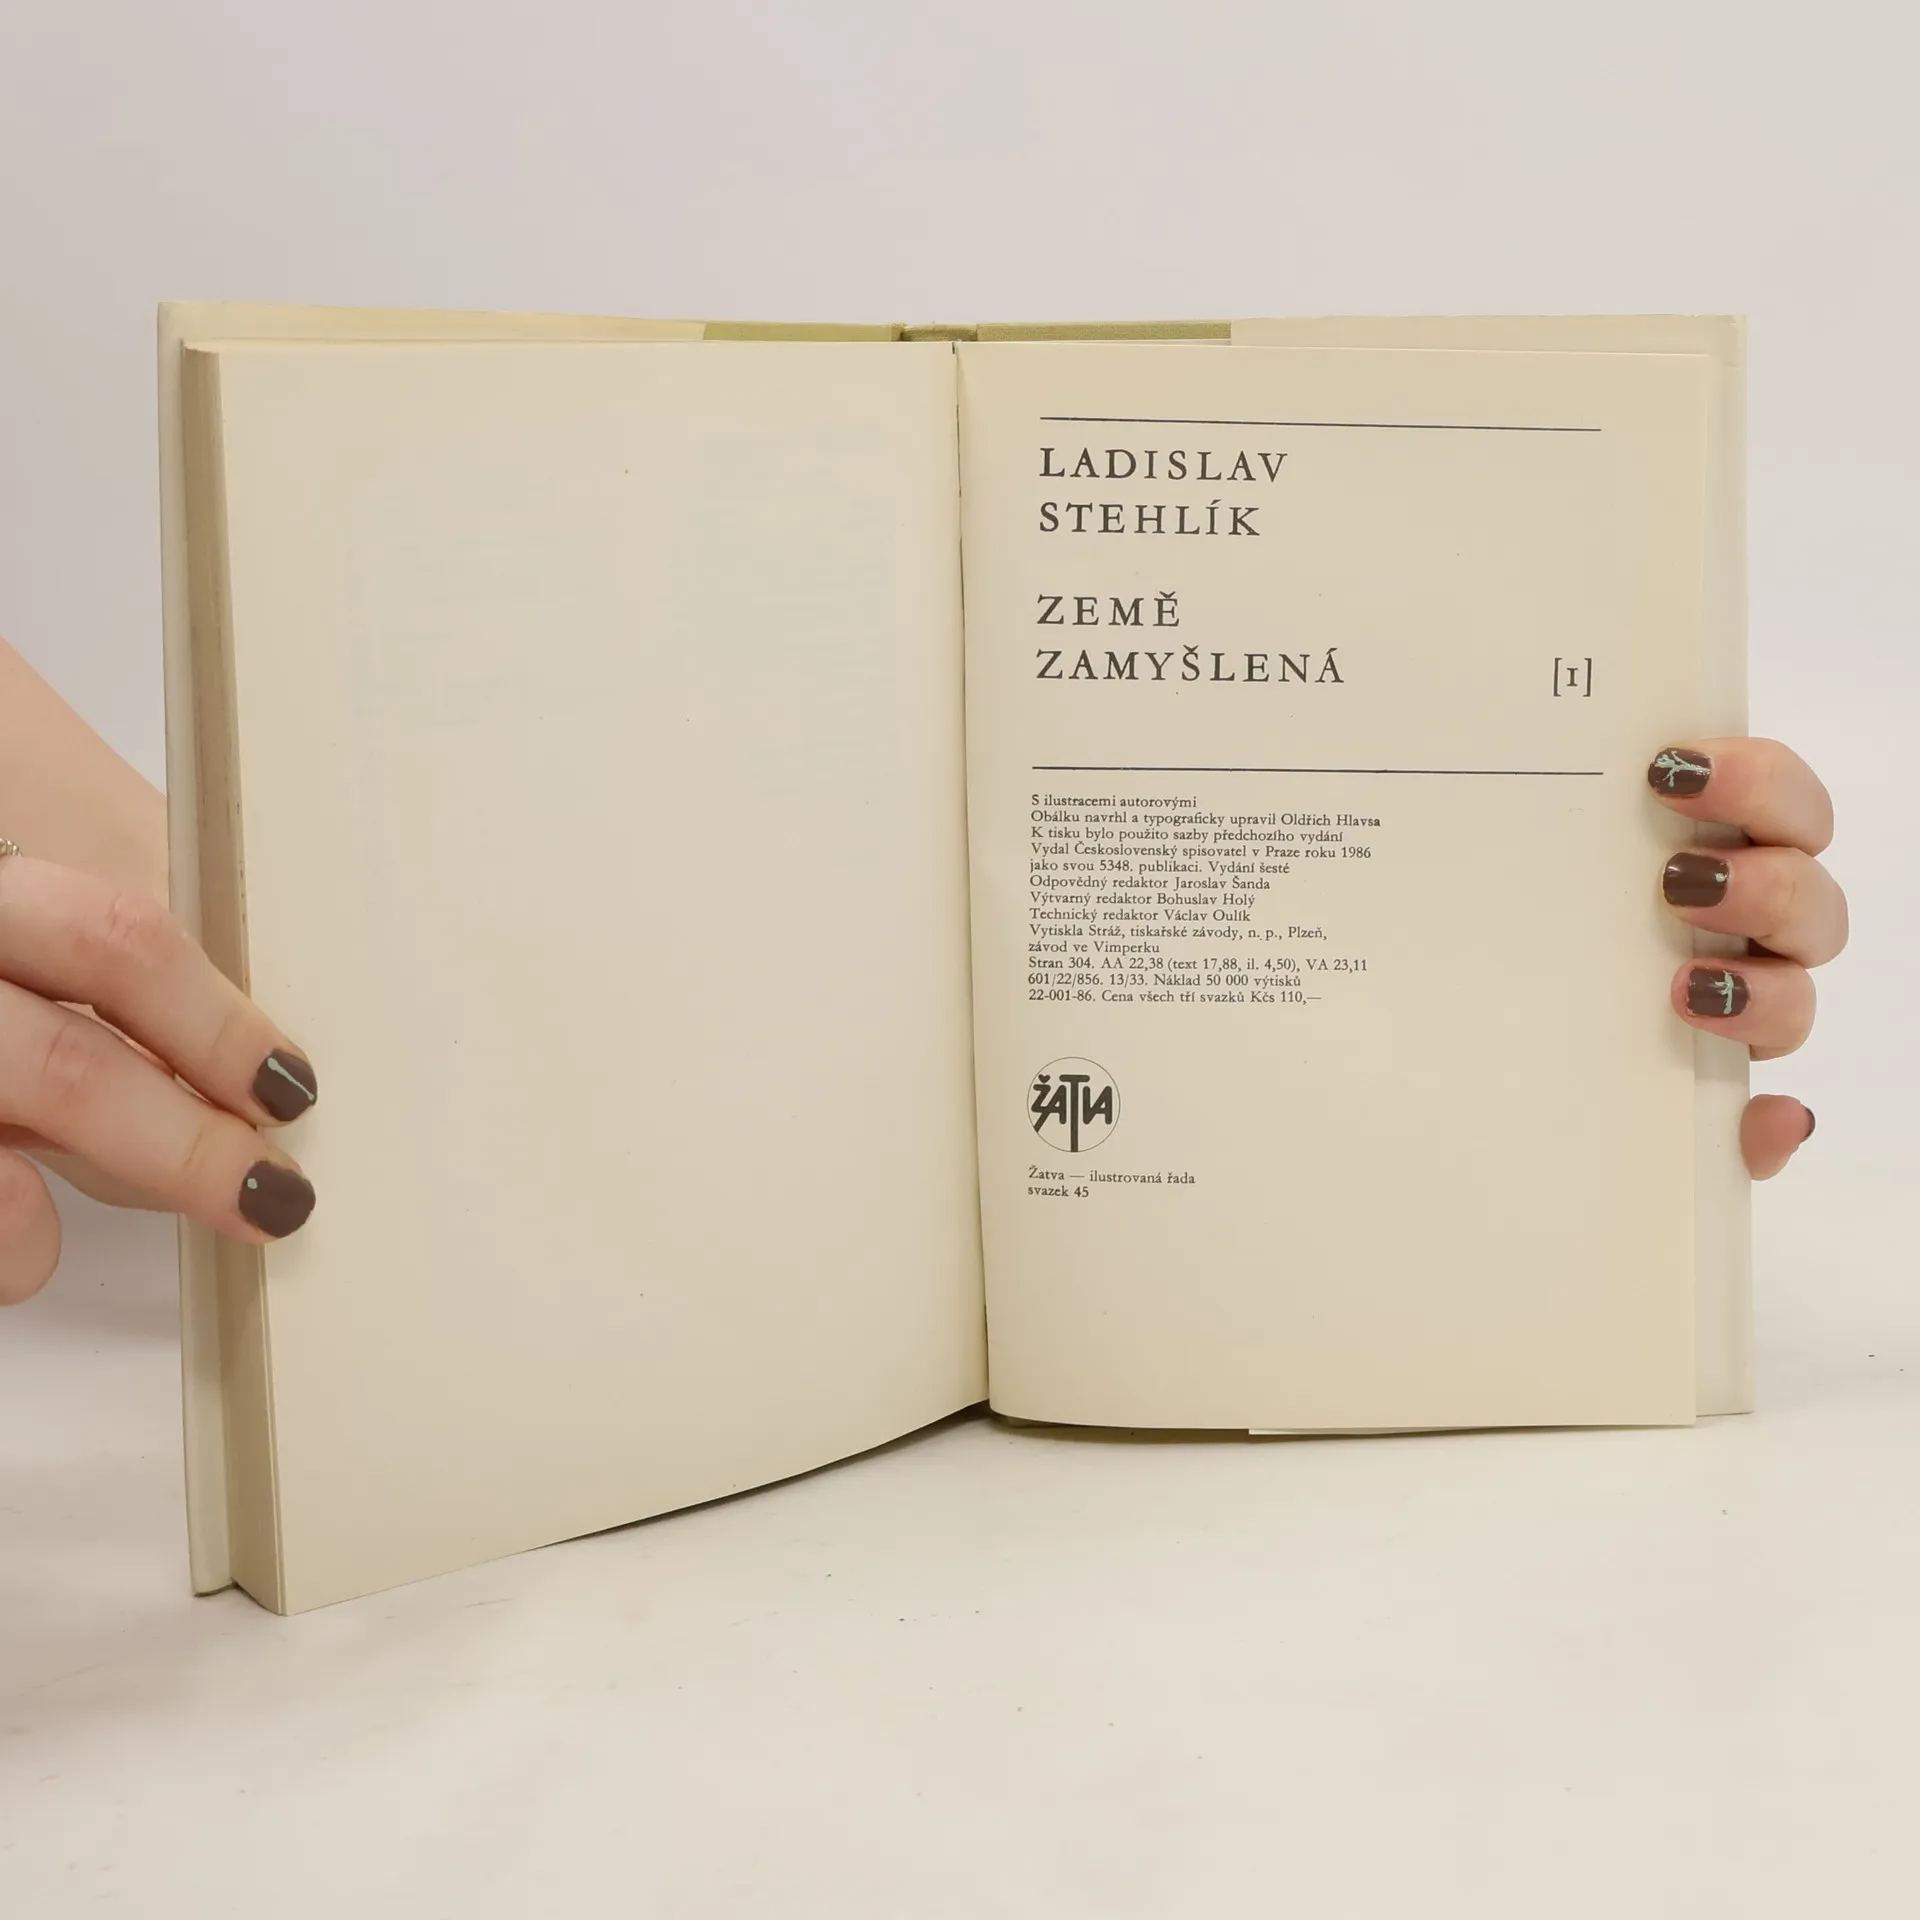 LADISLAV
STEHLÍK
ZEMĚ
ZAMYŠLENÁ [1]
S ilustracemi autorovými
Obálku navrhl a typograficky upravil Oldřich Hlavsa
K tisku bylo použito sazby předchozího vydání
Vydal Československý spisovatel v Praze roku 1986
jako svou 5348. publikaci. Vydání šesté
Odpovědný redaktor Jaroslav Šanda
Výtvarný redaktor Bohuslav Holý
Technický redaktor Václav Oulík
Vytiskla Stráž, tiskařské závody, n. p., Plzeň,
závod ve Vimperku
Stran 304. AA 22,38 (text 17,88, il. 4,50), VA 23,11
601/22/856. 13/33. Náklad 50 000 výtisků
22-001-86. Cena všech tří svazků Kčs 110,—
ŽATVA
Žatva — ilustrovaná řada
svazek 45